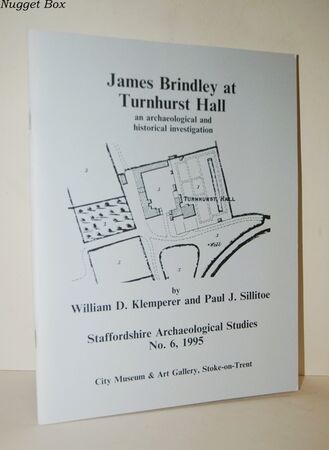 Nugget Box
James Brindley at
Turnhurst Hall
an archaeological and
historical investigation
TURNHURST HALL
Well
by
William D. Klemperer and Paul J. Sillitoe
Staffordshire Archaeological Studies
No. 6, 1995
City Museum & Art Gallery, Stoke-on-Trent